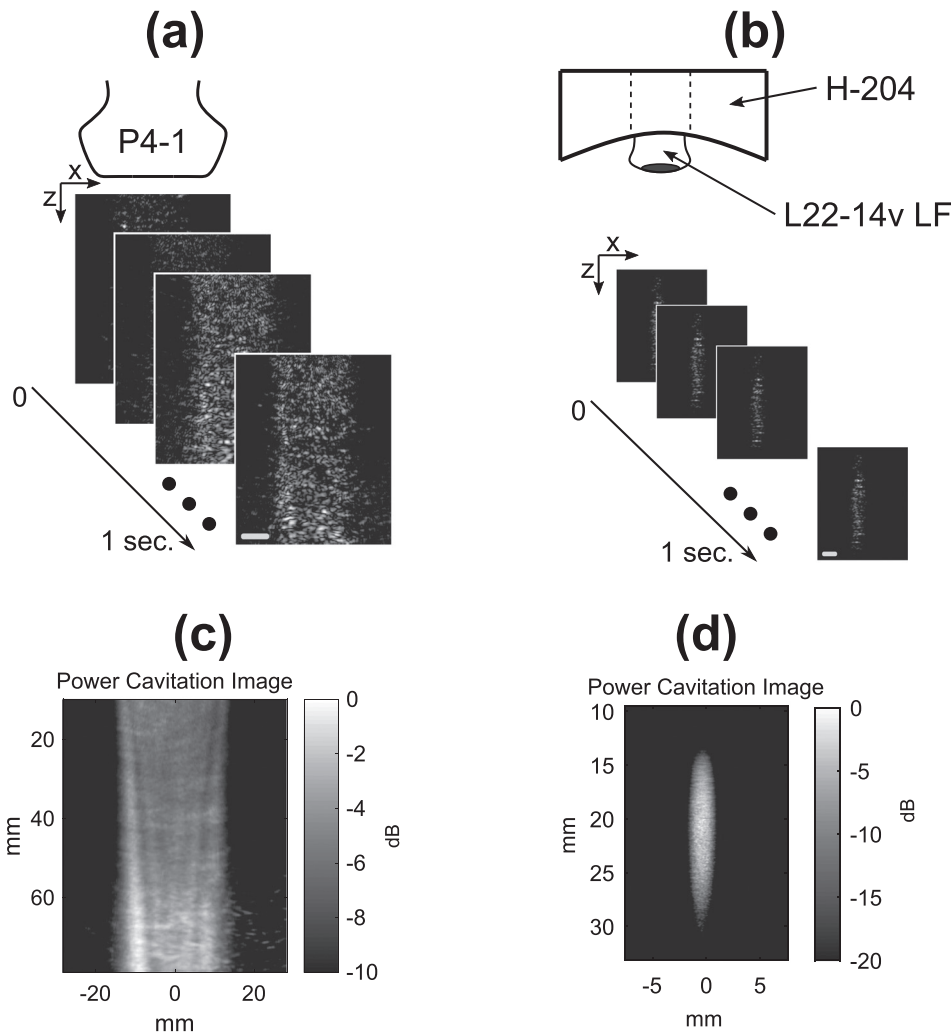 (a)
P4-1
x
z
0
1 sec.
(b)
H-204
L22-14v LF
x
z
0
1 sec.
(c)
Power Cavitation Image
20
40
60
mm
-20
0
20
mm
0
-2
-4
-6
-8
-10
dB
(d)
Power Cavitation Image
10
15
20
25
30
mm
-5
0
5
mm
0
-5
-10
-15
-20
dB